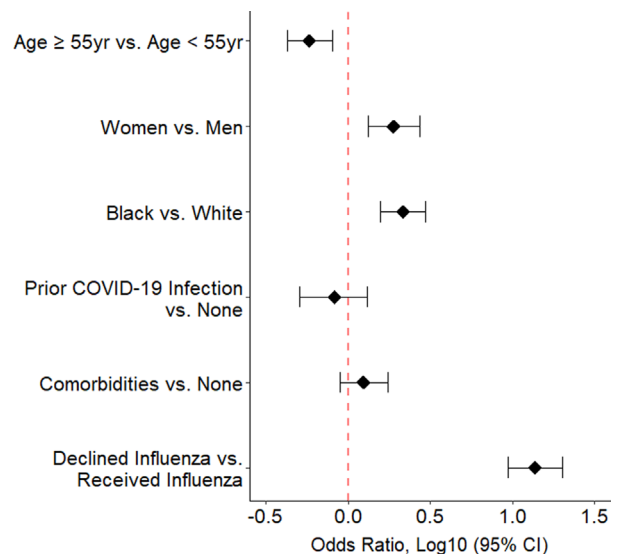 Age ≥ 55yr vs. Age < 55yr
Women vs. Men
Black vs. White
Prior COVID-19 Infection
vs. None
Comorbidities vs. None
Declined Influenza vs.
Received Influenza
-0.5 0.0 0.5 1.0 1.5
Odds Ratio, Log10 (95% CI)